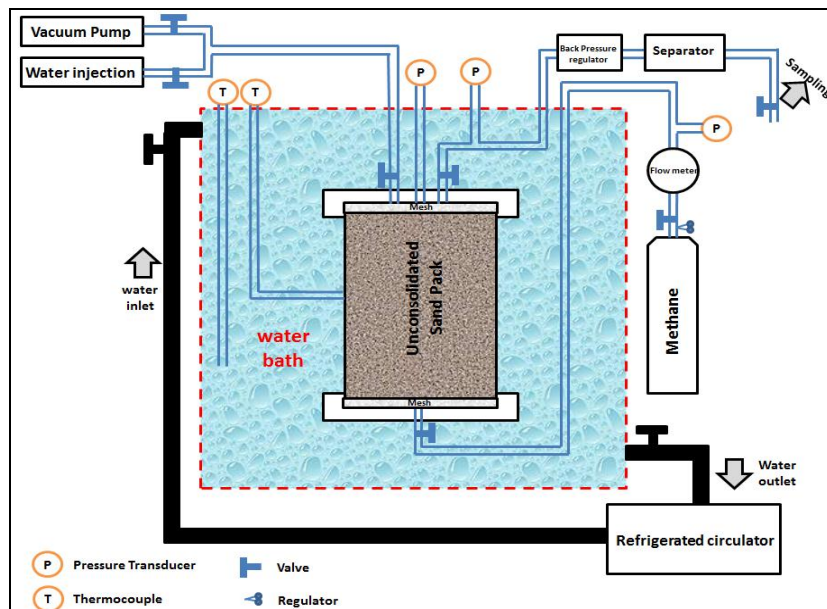 Vacuum Pump
Water injection
T
T
P
P
Back Pressure
regulator
Separator
Sampling
P
Flow meter
Mesh
Unconsolidated
Sand Pack
Mesh
water
inlet
water
bath
Methane
Water
outlet
Refrigerated circulator
P
Pressure Transducer
Valve
T
Thermocouple
Regulator